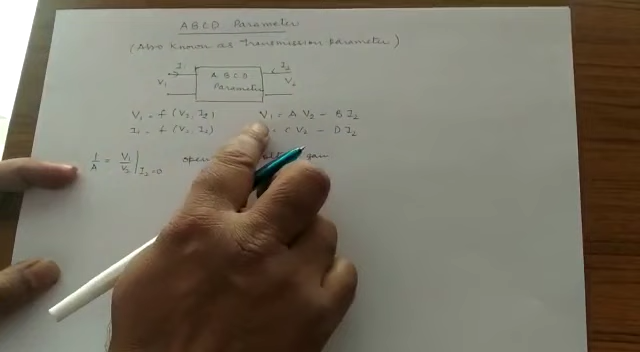 ABCD Parameter
(Also known as Transmission parameter)
I₁ I₂
V₁ A B C D V₂
Parameter
V₁ = f (V₂, I₂) V₁ = A V₂ - B I₂
I₁ = f (V₂, I₂) = C V₂ - D I₂
1/A = V₁/V₂ | I₂=0 open gain